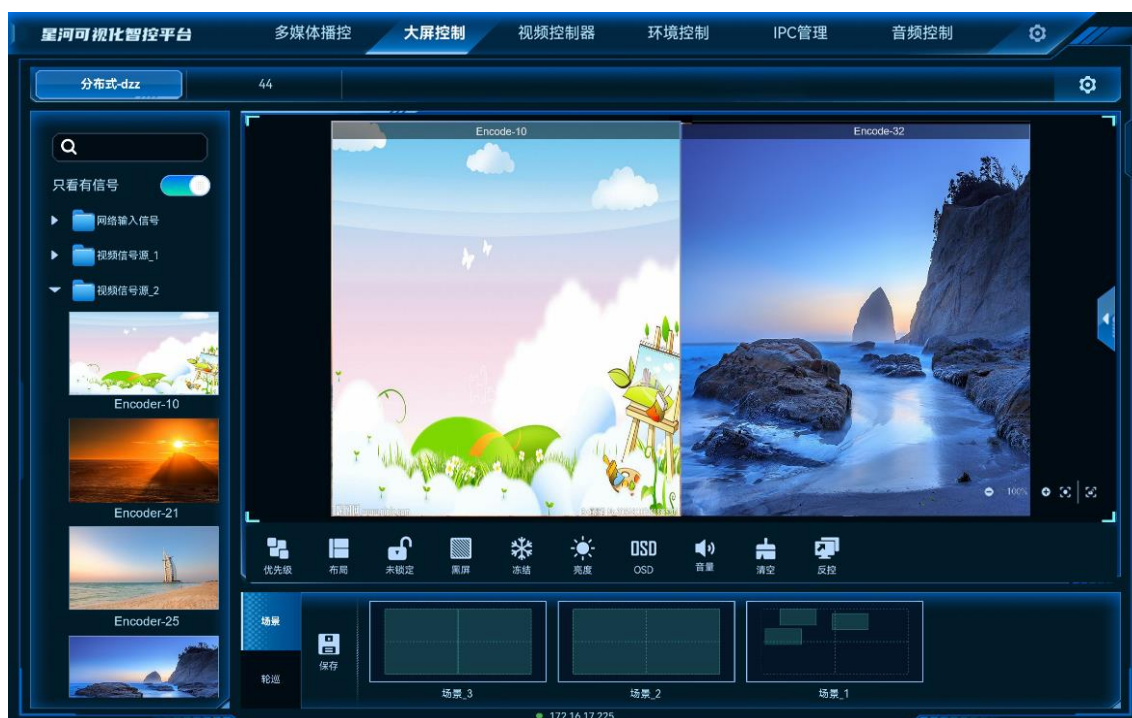 星河可视化智控平台
多媒体播控 大屏控制 视频控制器 环境控制 IPC管理 音频控制
分布式-dzz 44
只看有信号
网络输入信号
视频信号源_1
视频信号源_2
Encoder-10
Encoder-21
Encoder-25
Encode-10 Encode-32
100%
优先级 布局 未锁定 黑屏 冻结 亮度 OSD OSD 音量 清空 反控
场景
轮巡
保存
场景_3 场景_2 场景_1
172.16.17.225